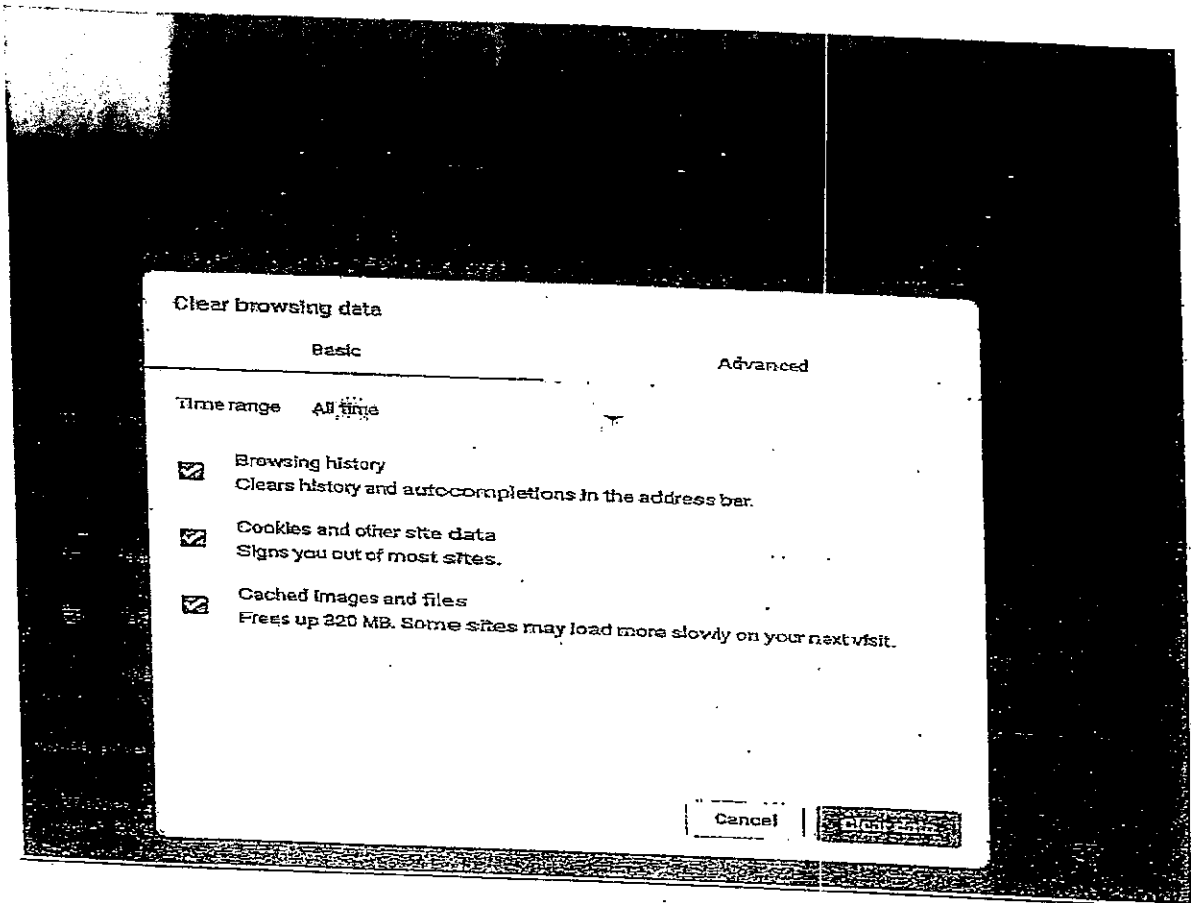 Clear browsing data
Basic
Advanced
Time range All time
Browsing history
Clears history and autocompletions in the address bar.
Cookies and other site data
Signs you out of most sites.
Cached images and files
Frees up 320 MB. Some sites may load more slowly on your next visit.
Cancel